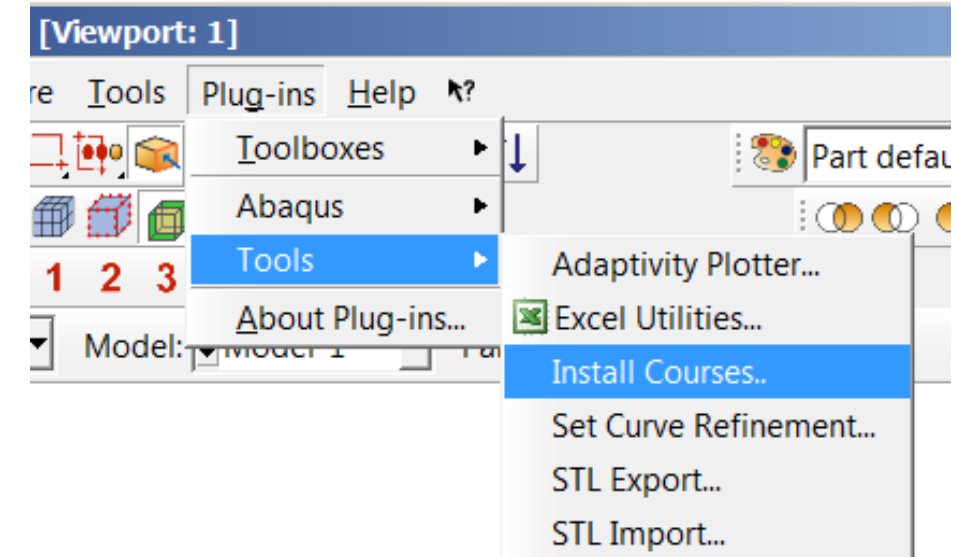 [Viewport: 1]
re Tools Plug-ins Help
Toolboxes
Part defau
Abaqus
Tools
Adaptivity Plotter...
1 2 3
About Plug-ins...
Excel Utilities...
Model:
Install Courses..
Set Curve Refinement...
STL Export...
STL Import...